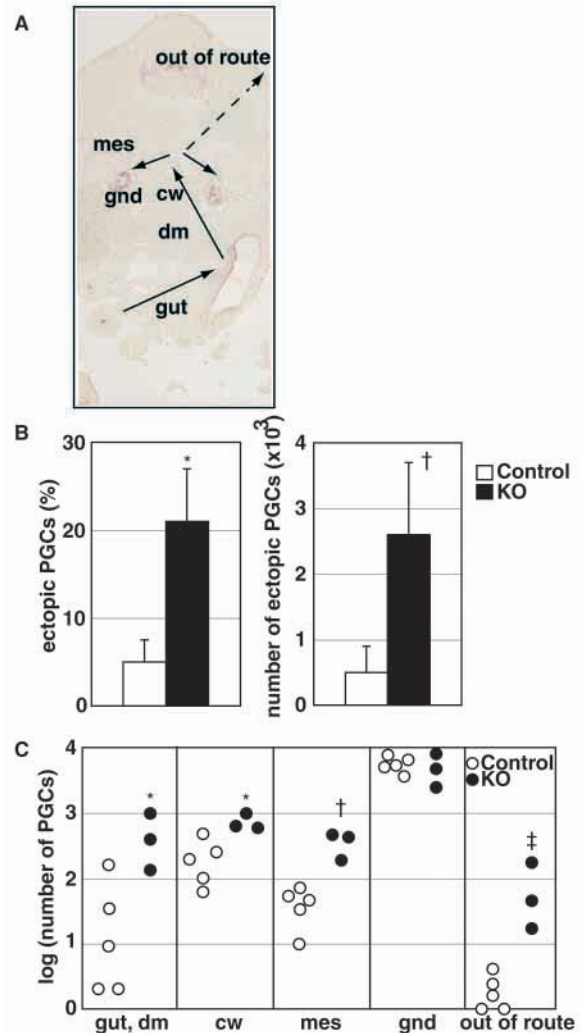 A
out of route
mes
gnd
cw
dm
gut
B
ectopic PGCs (%)
30
20
10
0
*
number of ectopic PGCs (x10³)
4
3
2
1
0
†
Control
KO
C
log (number of PGCs)
4
3
2
1
0
* * † ‡
Control
KO
gut, dm cw mes gnd out of route